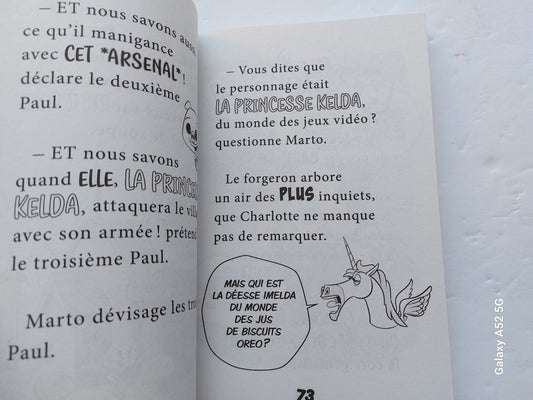 – ET nous savons aussi
ce qu'il manigance
avec CET *ARSENAL*!
déclare le deuxième
Paul.
– ET nous savons
quand ELLE, LA PRINCESSE
KELDA, attaquera le
avec son armée!
le troisième Paul.
Marto dévisage les
Paul.
– Vous dites que
le personnage était
LA PRINCESSE KELDA,
du monde des jeux vidéo?
questionne Marto.
Le forgeron arbore
un air des PLUS inquiets,
que Charlotte ne manque
pas de remarquer.
MAIS QUI EST
LA DÉESSE IMELDA
DU MONDE
DES JUS
DE BISCUITS
OREO?
73
Galaxy A52 5G